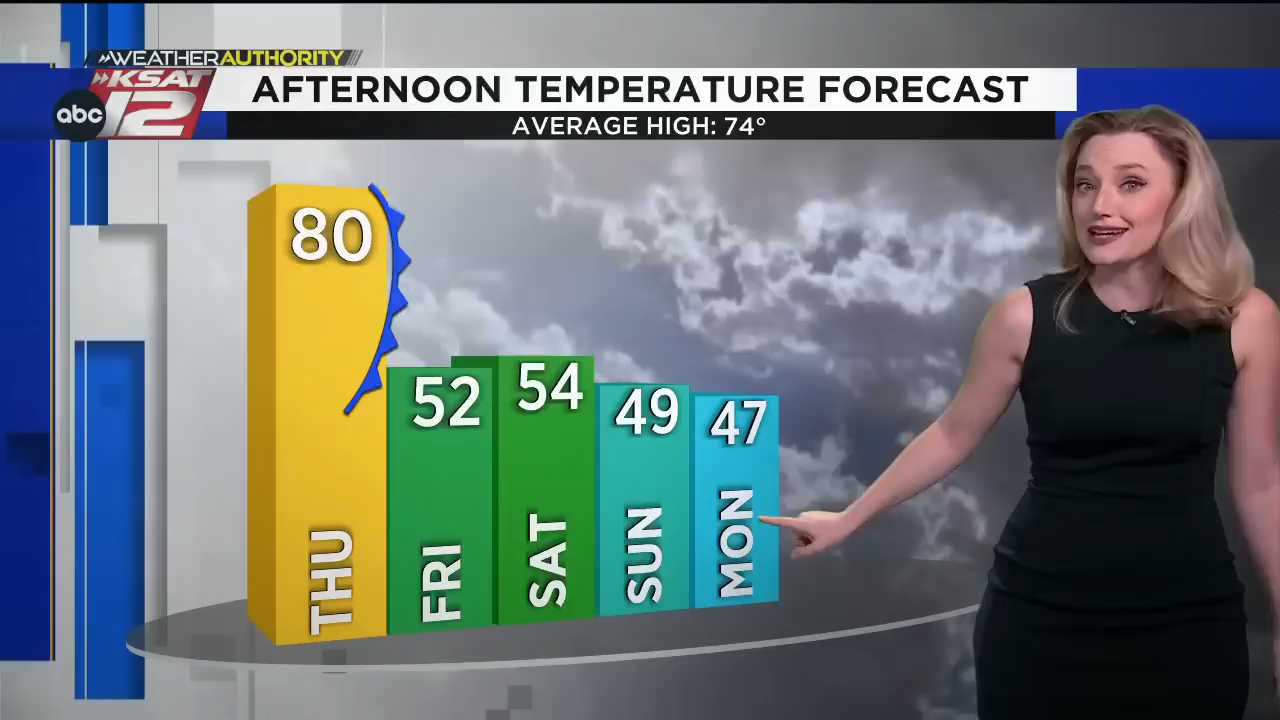 WEATHERAUTHORITY
KSAT
abc 12
AFTERNOON TEMPERATURE FORECAST
AVERAGE HIGH: 74°
80
52
54
49
47
THU
FRI
SAT
SUN
MON